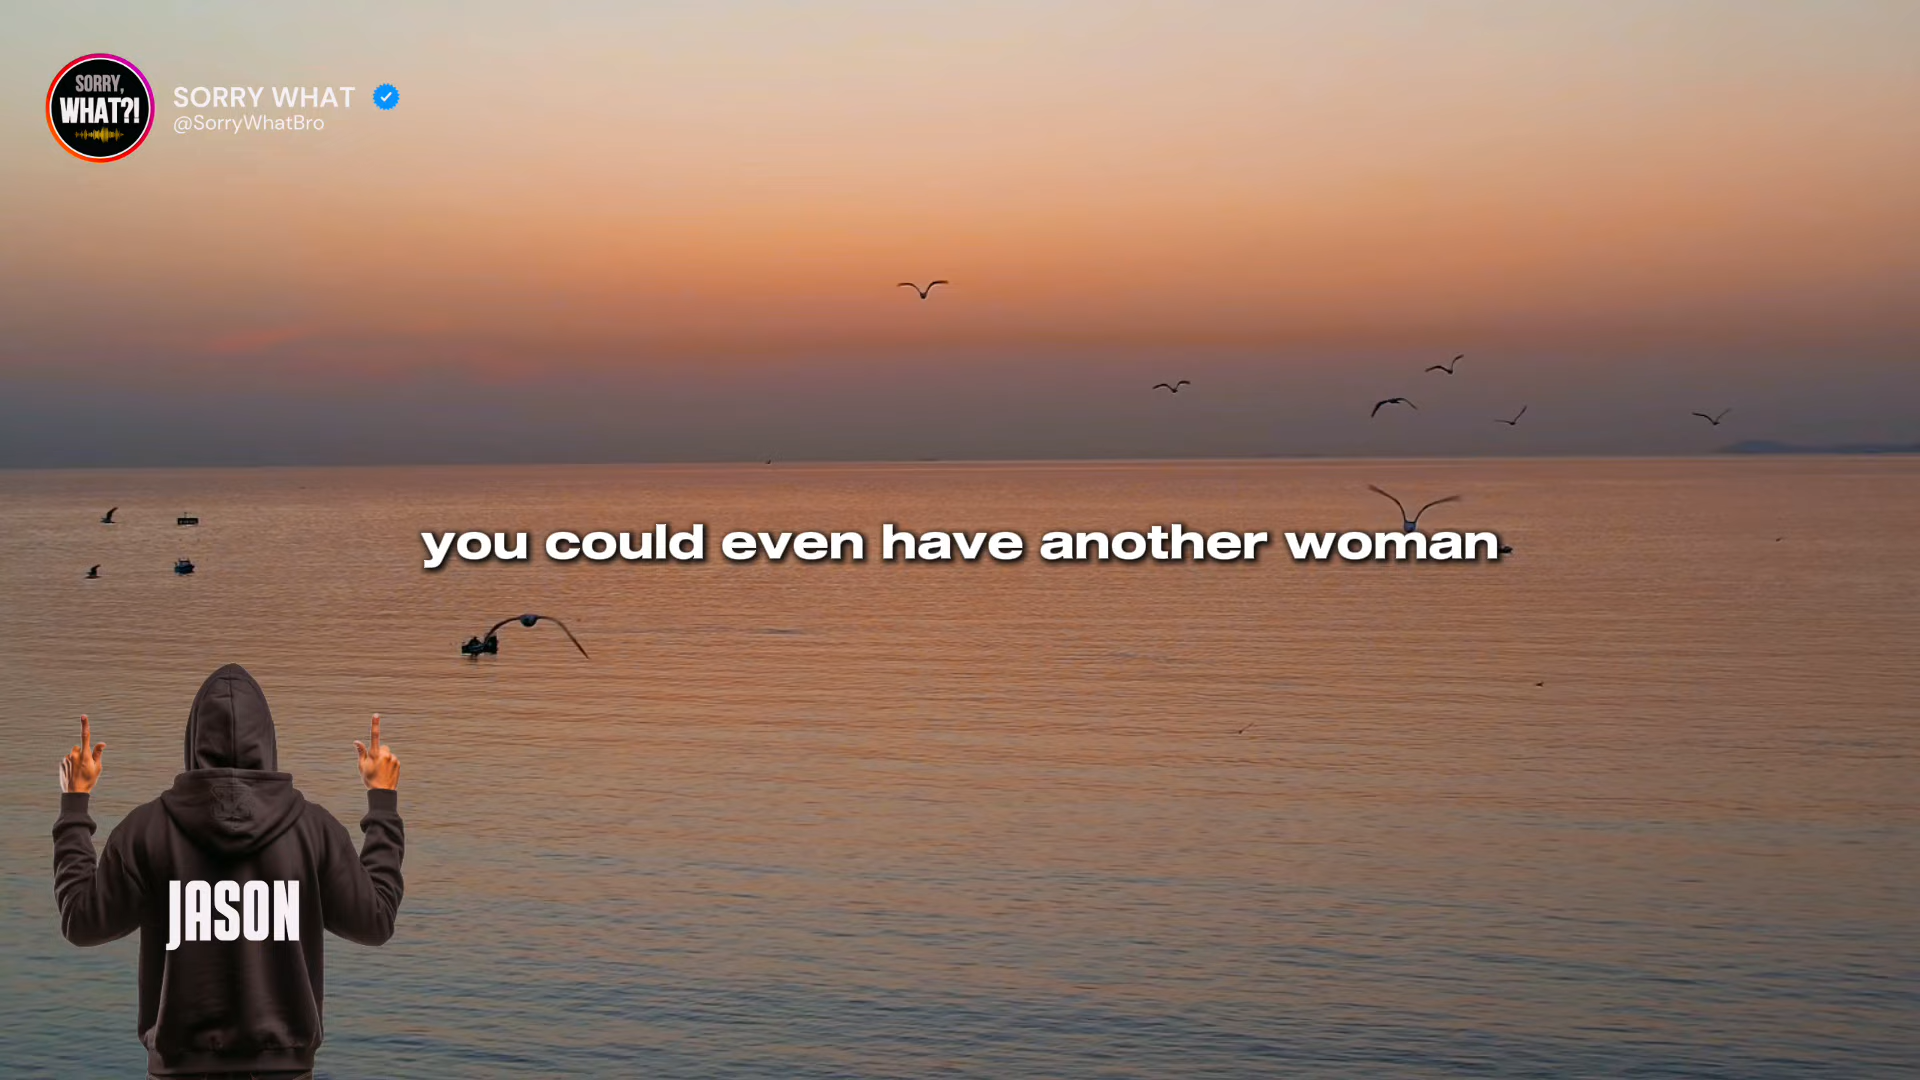 SORRY,
WHAT?!
SORRY WHAT
@SorryWhatBro
you could even have another woman
JASON